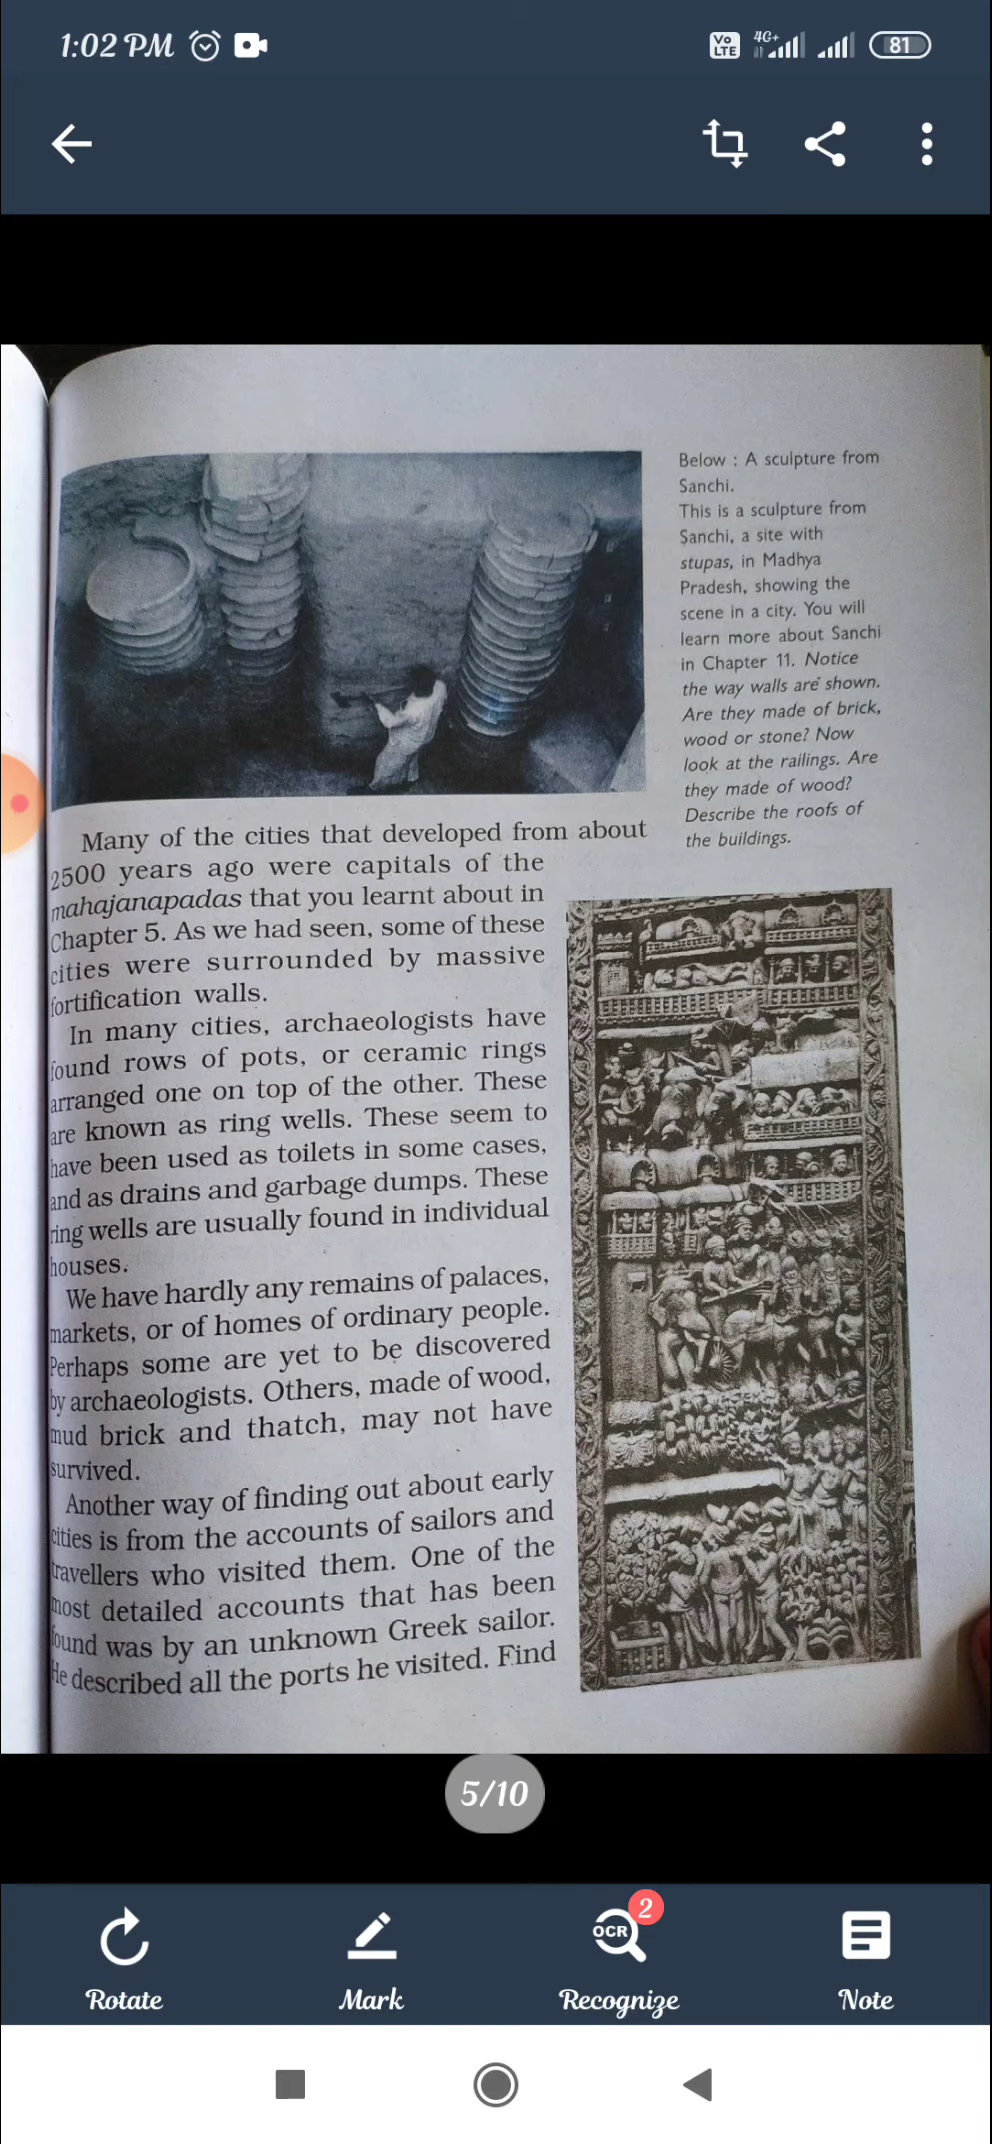 1:02 PM
Vo LTE 4G+ 81
Below : A sculpture from
Sanchi.
This is a sculpture from
Sanchi, a site with
stupas, in Madhya
Pradesh, showing the
scene in a city. You will
learn more about Sanchi
in Chapter 11. Notice
the way walls are shown.
Are they made of brick,
wood or stone? Now
look at the railings. Are
they made of wood?
Describe the roofs of
the buildings.
Many of the cities that developed from about
2500 years ago were capitals of the
mahajanapadas that you learnt about in
Chapter 5. As we had seen, some of these
cities were surrounded by massive
fortification walls.
In many cities, archaeologists have
found rows of pots, or ceramic rings
arranged one on top of the other. These
are known as ring wells. These seem to
have been used as toilets in some cases,
and as drains and garbage dumps. These
ring wells are usually found in individual
houses.
We have hardly any remains of palaces,
markets, or of homes of ordinary people.
Perhaps some are yet to be discovered
by archaeologists. Others, made of wood,
mud brick and thatch, may not have
survived.
Another way of finding out about early
cities is from the accounts of sailors and
travellers who visited them. One of the
most detailed accounts that has been
found was by an unknown Greek sailor.
He described all the ports he visited. Find
5/10
OCR 2
Rotate Mark Recognize Note